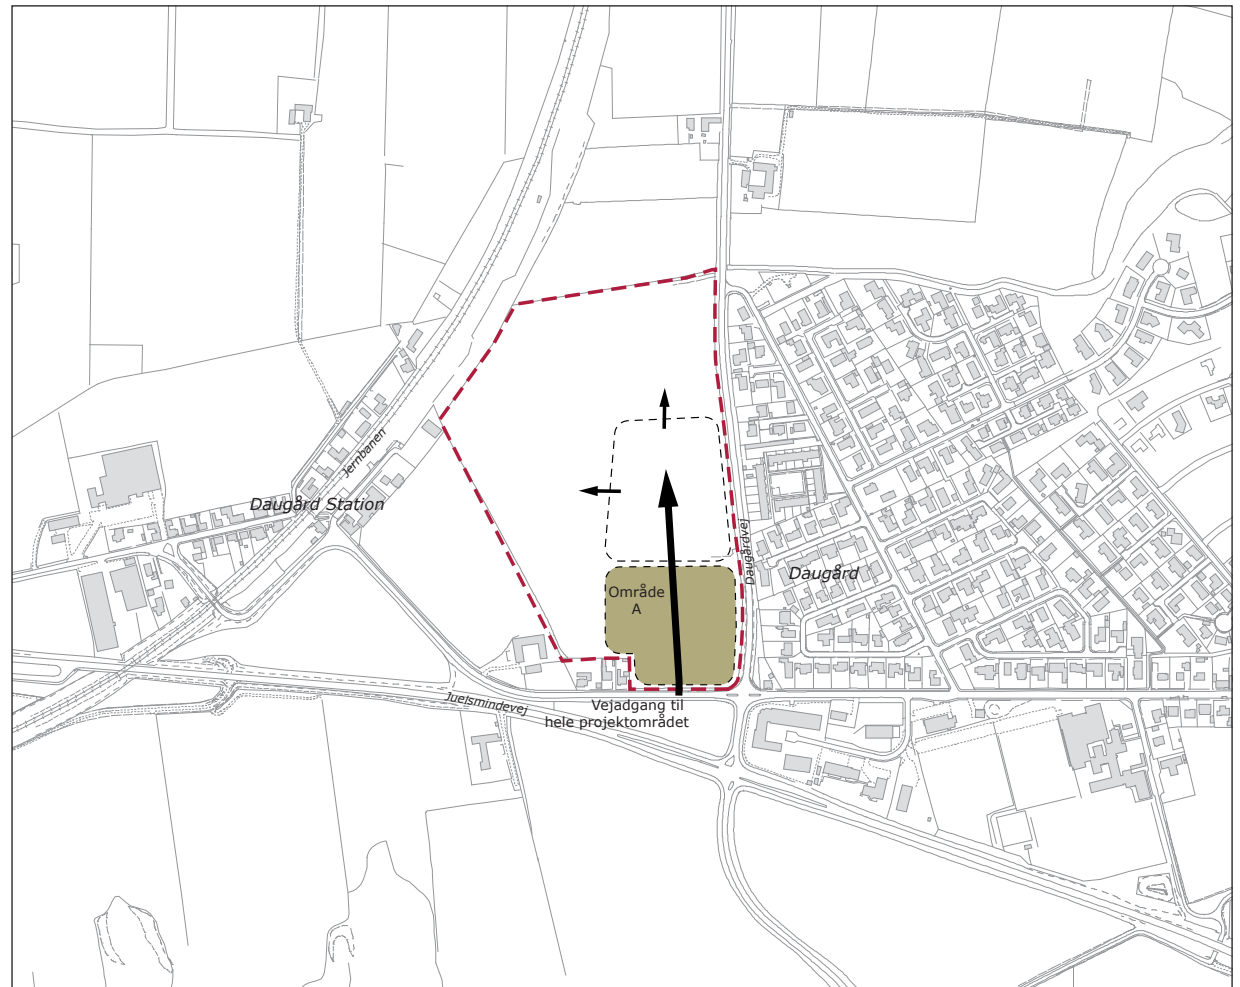 Jernbanen
Daugård Station
Daugårdvej
Daugård
Område
A
Juelsmindevej
Vejadgang til
hele projektområdet